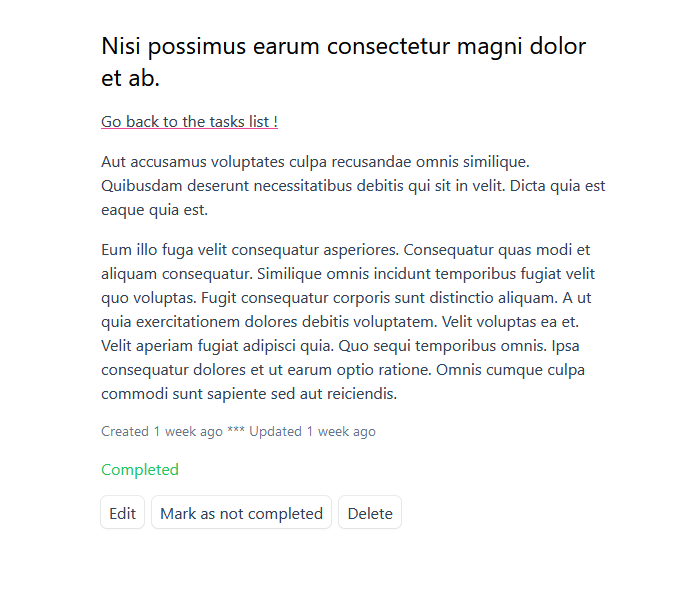 Nisi possimus earum consectetur magni dolor
et ab.
Go back to the tasks list !
Aut accusamus voluptates culpa recusandae omnis similique.
Quibusdam deserunt necessitatibus debitis qui sit in velit. Dicta quia est
eaque quia est.
Eum illo fuga velit consequatur asperiores. Consequatur quas modi et
aliquam consequatur. Similique omnis incidunt temporibus fugiat velit
quo voluptas. Fugit consequatur corporis sunt distinctio aliquam. A ut
quia exercitationem dolores debitis voluptatem. Velit voluptas ea et.
Velit aperiam fugiat adipisci quia. Quo sequi temporibus omnis. Ipsa
consequatur dolores et ut earum optio ratione. Omnis cumque culpa
commodi sunt sapiente sed aut reiciendis.
Created 1 week ago *** Updated 1 week ago
Completed
Edit Mark as not completed Delete